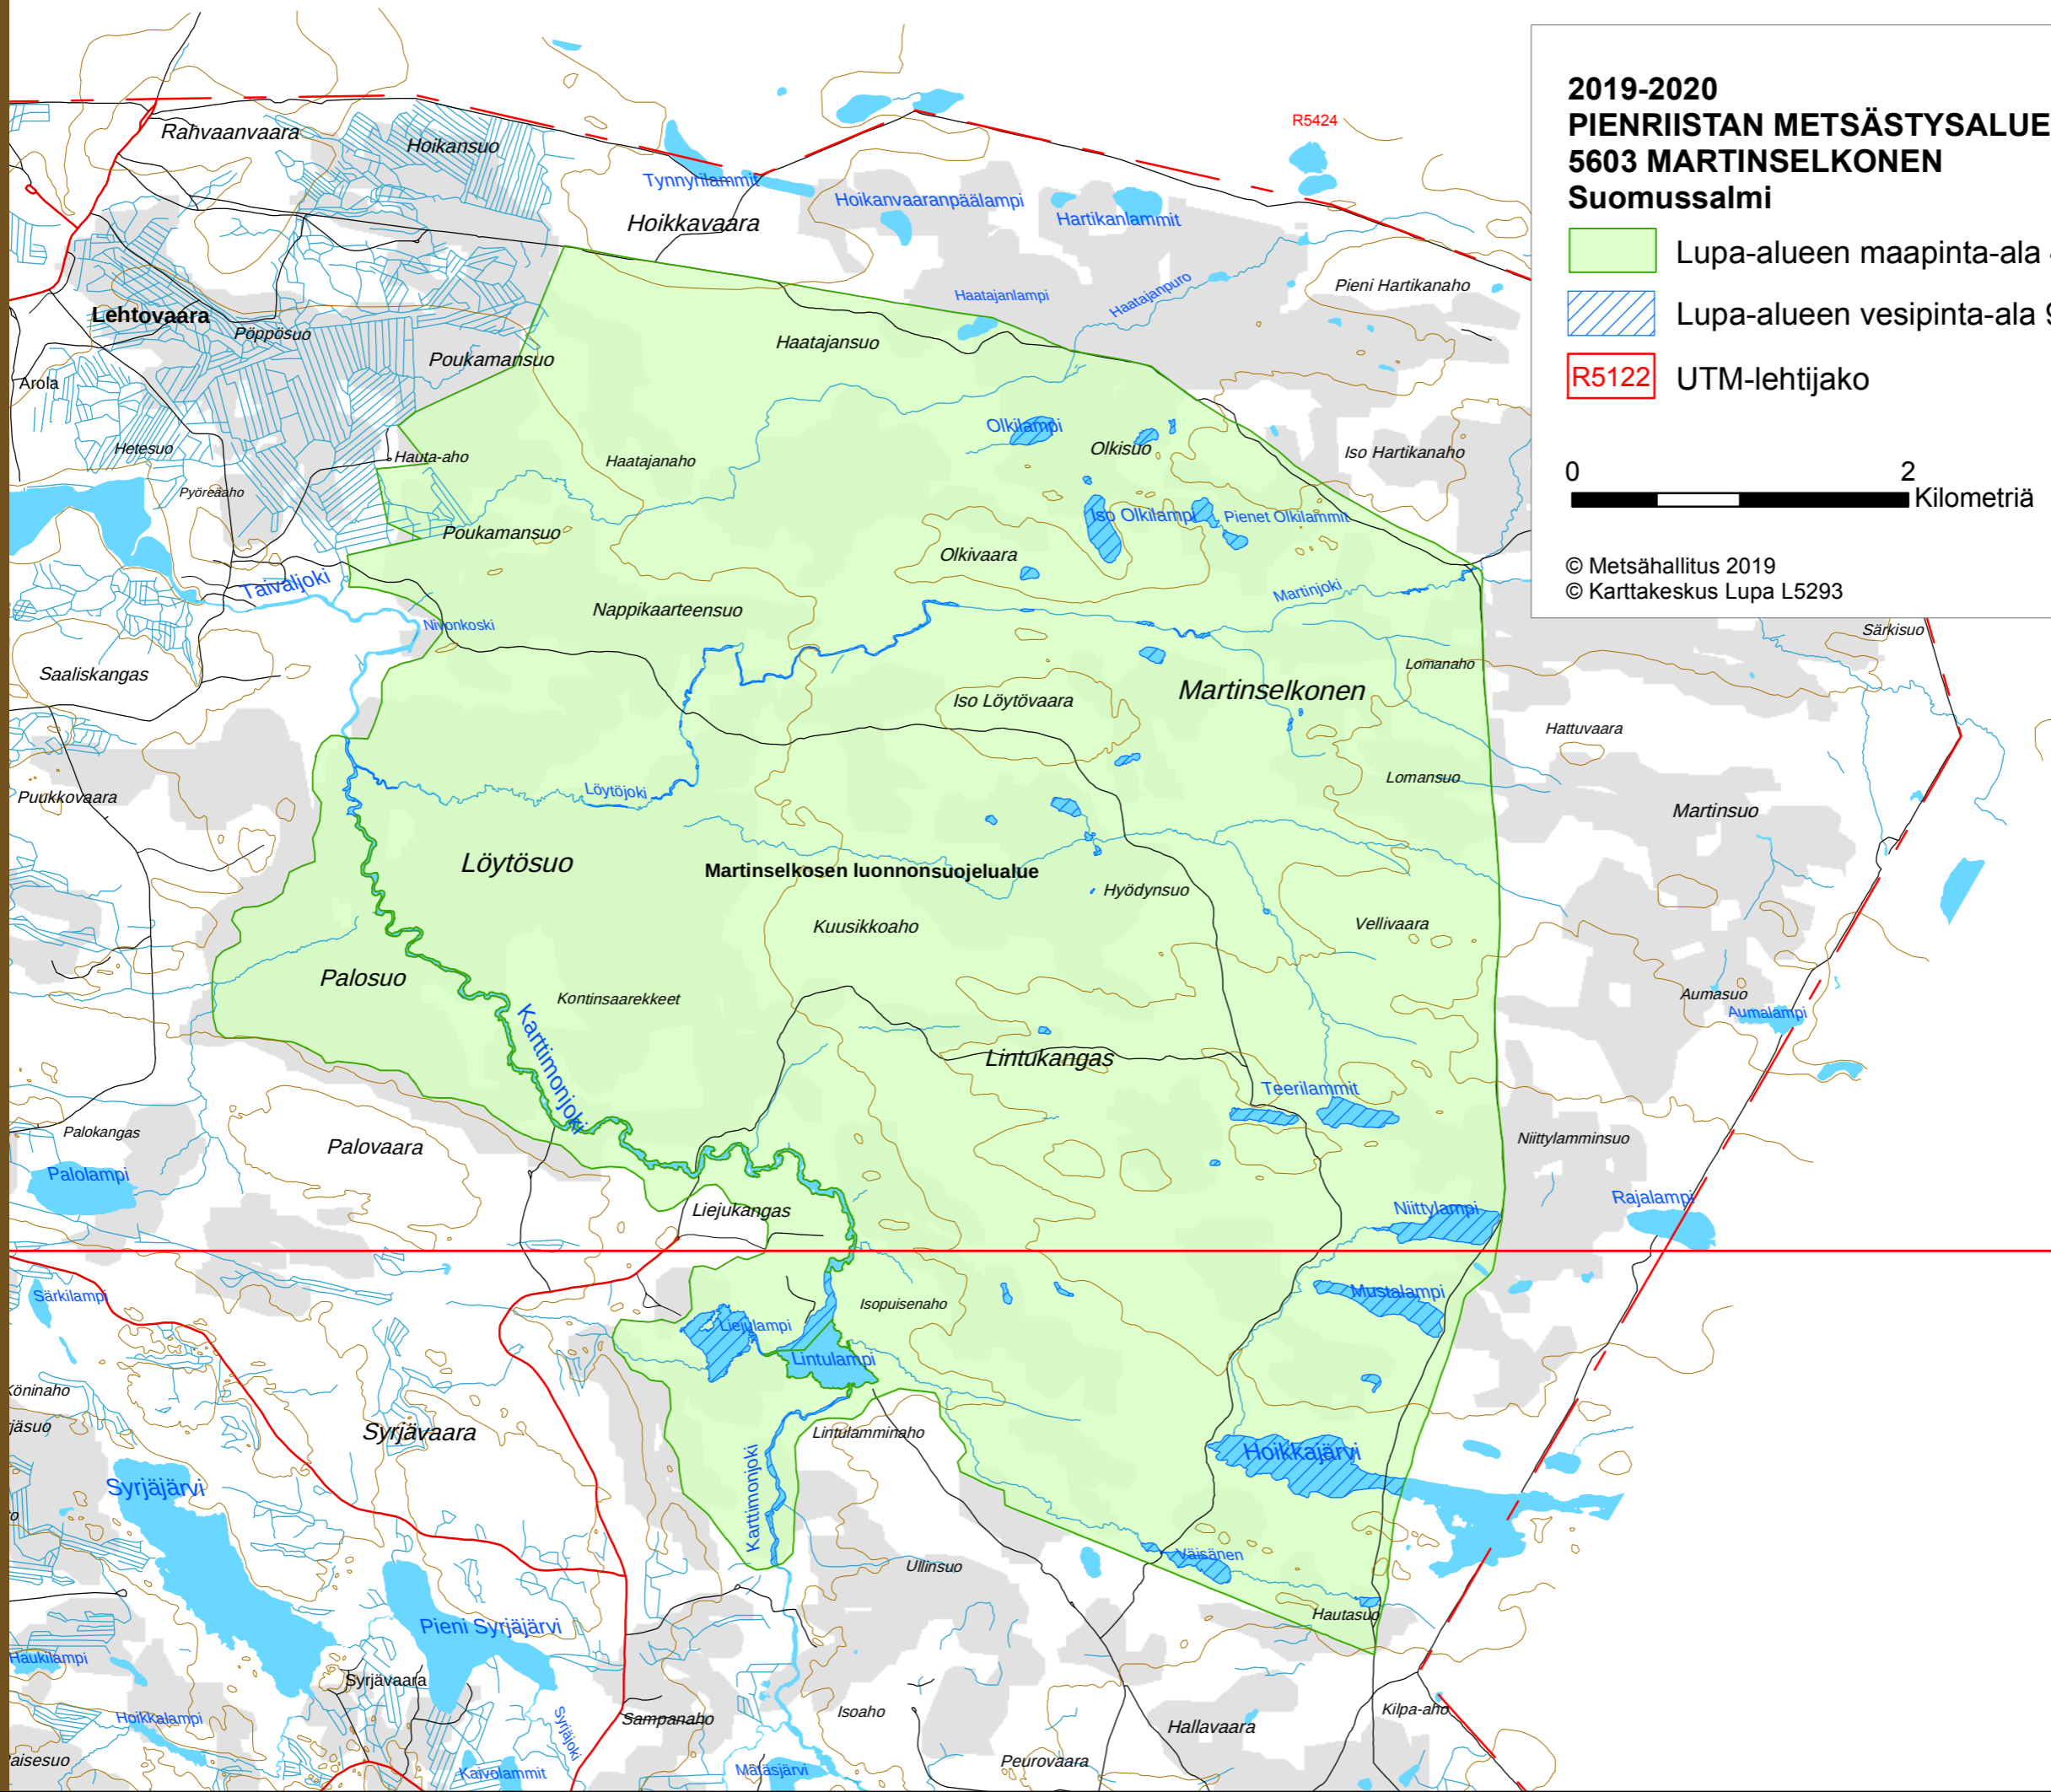 2019-2020
PIENRIISTAN METSÄSTYSALUE
5603 MARTINSELKONEN
Suomussalmi
Lupa-alueen maapinta-ala
Lupa-alueen vesipinta-ala 9
R5122 UTM-lehtijako
0 2
Kilometriä
© Metsähallitus 2019
© Karttakeskus Lupa L5293
R5424
Rahvaanvaara
Hoikansuo
Tynnyrilammit
Hoikanvaaranpäälampi
Hartikanlammit
Hoikkavaara
Pieni Hartikanaho
Haatajanlampi
Haatajanpuro
Lehtovaara
Pöppösuo
Poukamansuo
Haatajansuo
Arola
Olkilampi
Olkisuo
Iso Hartikanaho
Hetesuo
Hauta-aho
Haatajanaho
Pyöreäaho
Iso Olkilampi
Pienet Olkilammit
Poukamansuo
Olkivaara
Taivaljoki
Martinjoki
Nappikaarteensuo
Nivonkoski
Särkisuo
Saaliskangas
Lomanaho
Martinselkonen
Iso Löytövaara
Hattuvaara
Lomansuo
Puukkovaara
Löytöjoki
Martinsuo
Löytösuo
Martinselkosen luonnonsuojelualue
Hyödynsuo
Kuusikkoaho
Vellivaara
Palosuo
Kontinsaarekkeet
Aumasuo
Aumalampi
Karttimonjoki
Lintukangas
Teerilammit
Palokangas
Palovaara
Niittylamminsuo
Palolampi
Liejukangas
Niittylampi
Rajalampi
Särkilampi
Isopuisenaho
Mustalampi
Liejulampi
Lintulampi
Köninaho
jäsuo
Syrjävaara
Lintulamminaho
Hoikkajärvi
Syrjäjärvi
Karttimonjoki
o
Ullinsuo
Väisänen
Hautasuo
Pieni Syrjäjärvi
Haukilampi
Syrjävaara
Hoikkalampi
Syrjäjoki
Sampanaho
Isoaho
Hallavaara
Kilpa-aho
aisesuo
Kaivolammit
Mätäsjärvi
Peurovaara